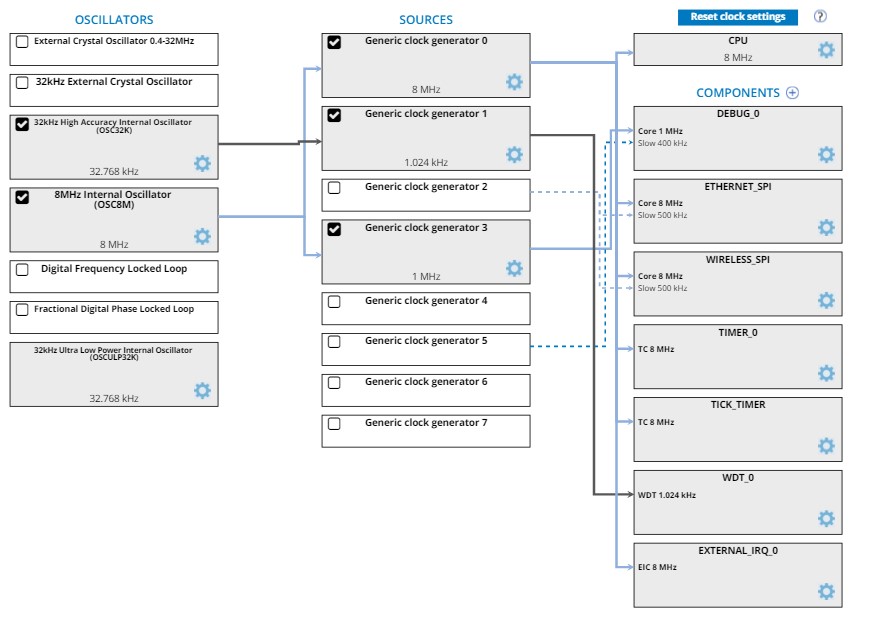 OSCILLATORS
External Crystal Oscillator 0.4-32MHz
32kHz External Crystal Oscillator
32kHz High Accuracy Internal Oscillator
(OSC32K)
32.768 kHz
8MHz Internal Oscillator
(OSC8M)
8 MHz
Digital Frequency Locked Loop
Fractional Digital Phase Locked Loop
32kHz Ultra Low Power Internal Oscillator
(OSCULP32K)
32.768 kHz
SOURCES
Generic clock generator 0
8 MHz
Generic clock generator 1
1.024 kHz
Generic clock generator 2
Generic clock generator 3
1 MHz
Generic clock generator 4
Generic clock generator 5
Generic clock generator 6
Generic clock generator 7
Reset clock settings
?
CPU
8 MHz
COMPONENTS
DEBUG_0
Core 1 MHz
Slow 400 kHz
ETHERNET_SPI
Core 8 MHz
Slow 500 kHz
WIRELESS_SPI
Core 8 MHz
Slow 500 kHz
TIMER_0
TC 8 MHz
TICK_TIMER
TC 8 MHz
WDT_0
WDT 1.024 kHz
EXTERNAL_IRQ_0
EIC 8 MHz